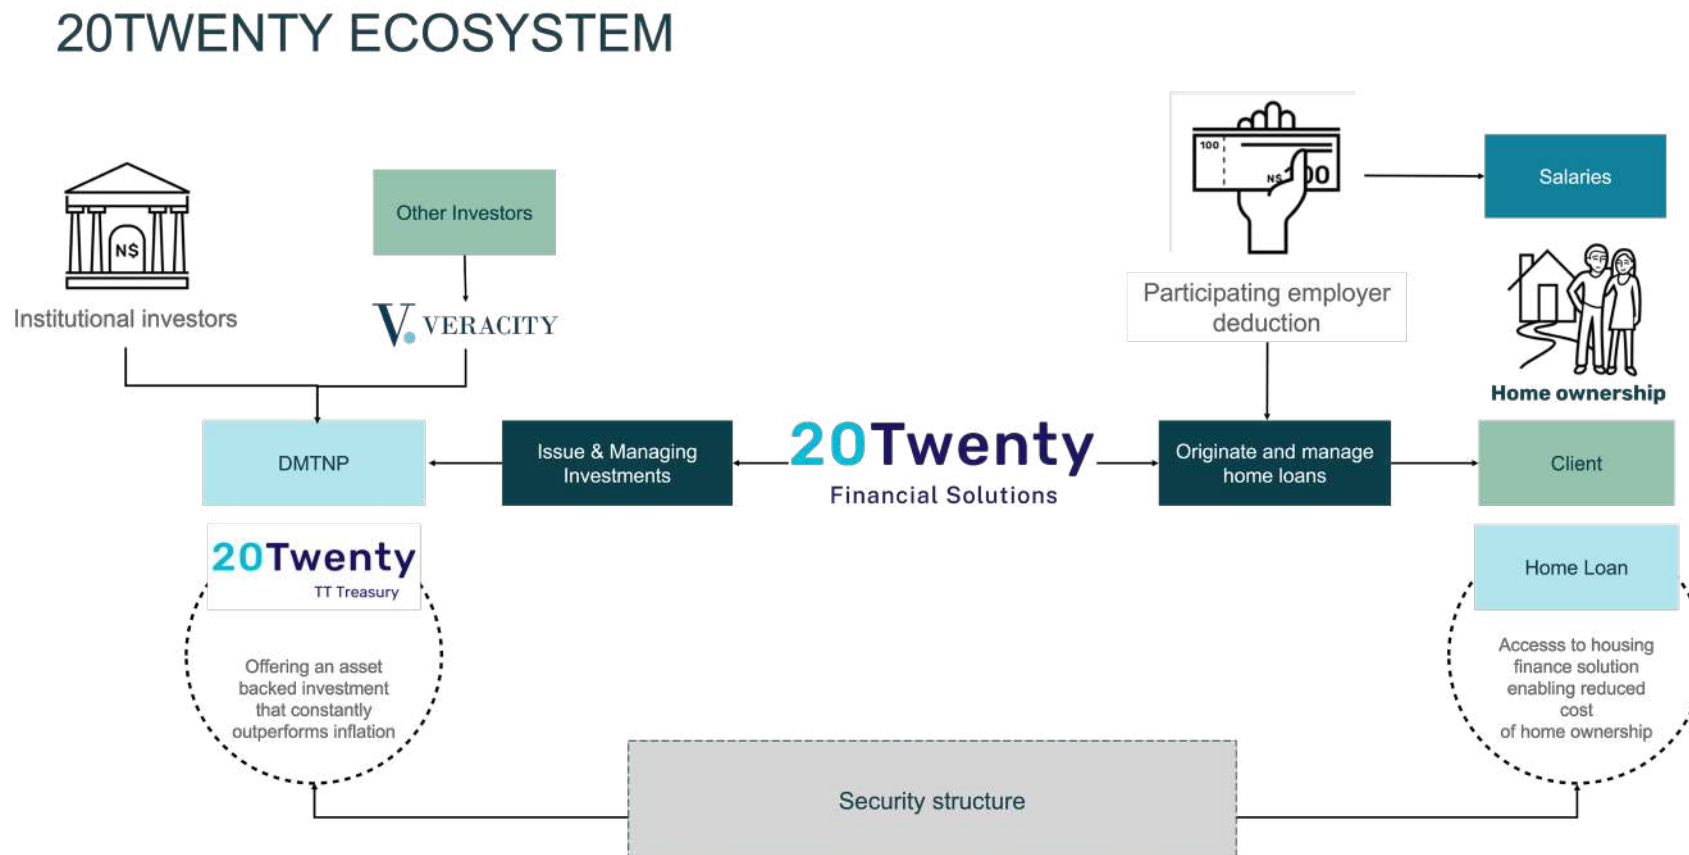 20TWENTY ECOSYSTEM
100
N$ 100
Salaries
Other Investors
N$
Institutional investors
V. VERACITY
Participating employer
deduction
Home ownership
DMTNP
Issue & Managing
Investments
20Twenty
Financial Solutions
Originate and manage
home loans
Client
20Twenty
TT Treasury
Home Loan
Offering an asset
backed investment
that constantly
outperforms inflation
Accesss to housing
finance solution
enabling reduced
cost
of home ownership
Security structure